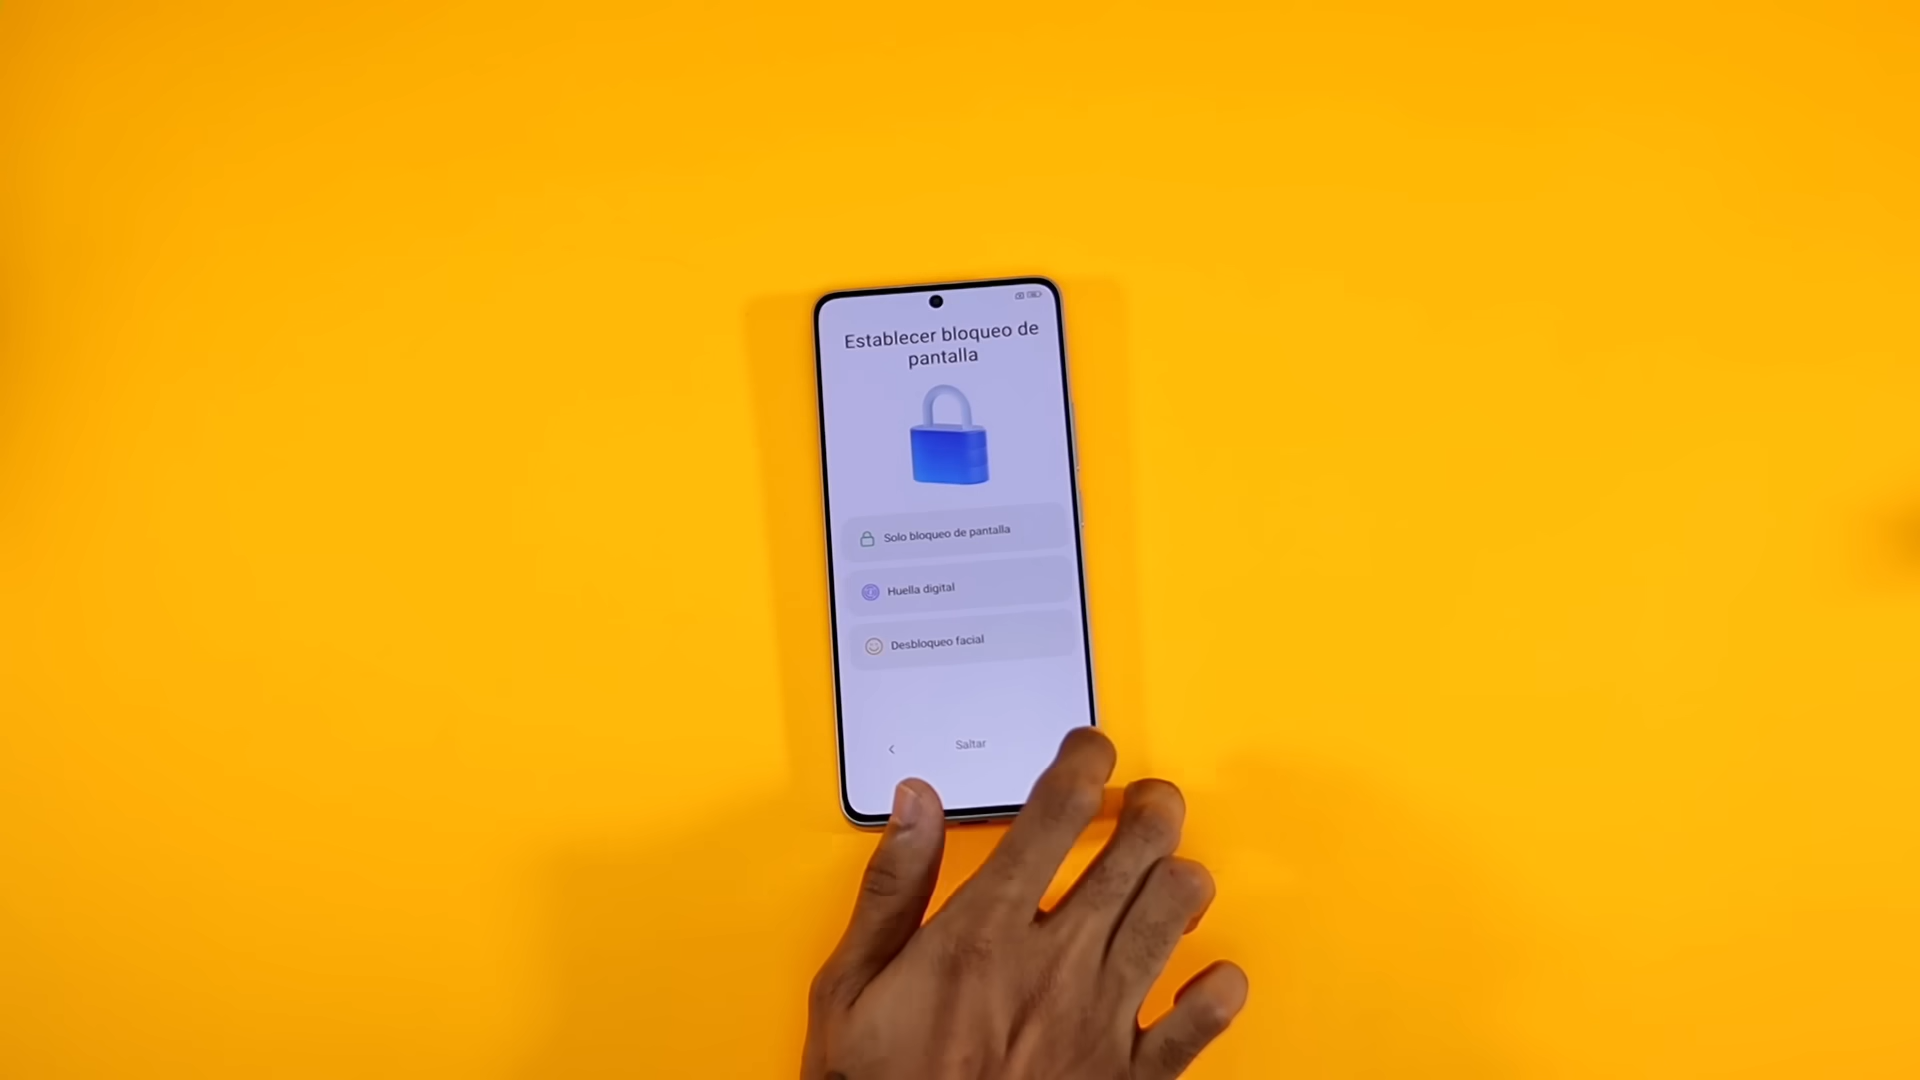 Establecer bloqueo de
pantalla
Solo bloqueo de pantalla
Huella digital
Desbloqueo facial
Saltar